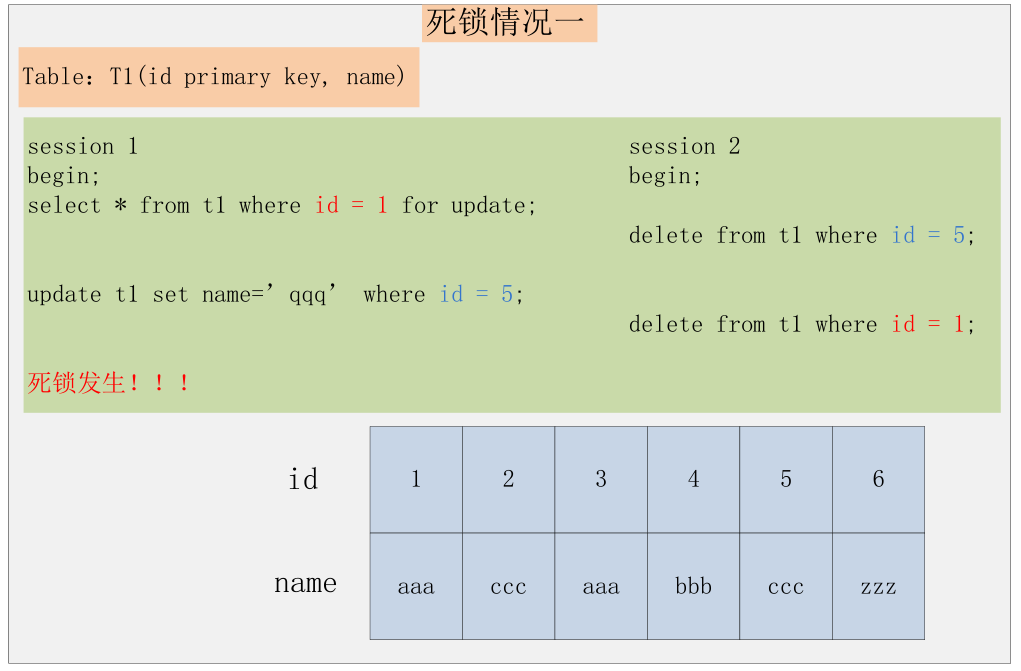 死锁情况一
Table：T1(id primary key, name)
session 1 session 2
begin; begin;
select * from t1 where id = 1 for update;
delete from t1 where id = 5;
update t1 set name=’qqq’ where id = 5;
delete from t1 where id = 1;
死锁发生！！！
id 1 2 3 4 5 6
name aaa ccc aaa bbb ccc zzz